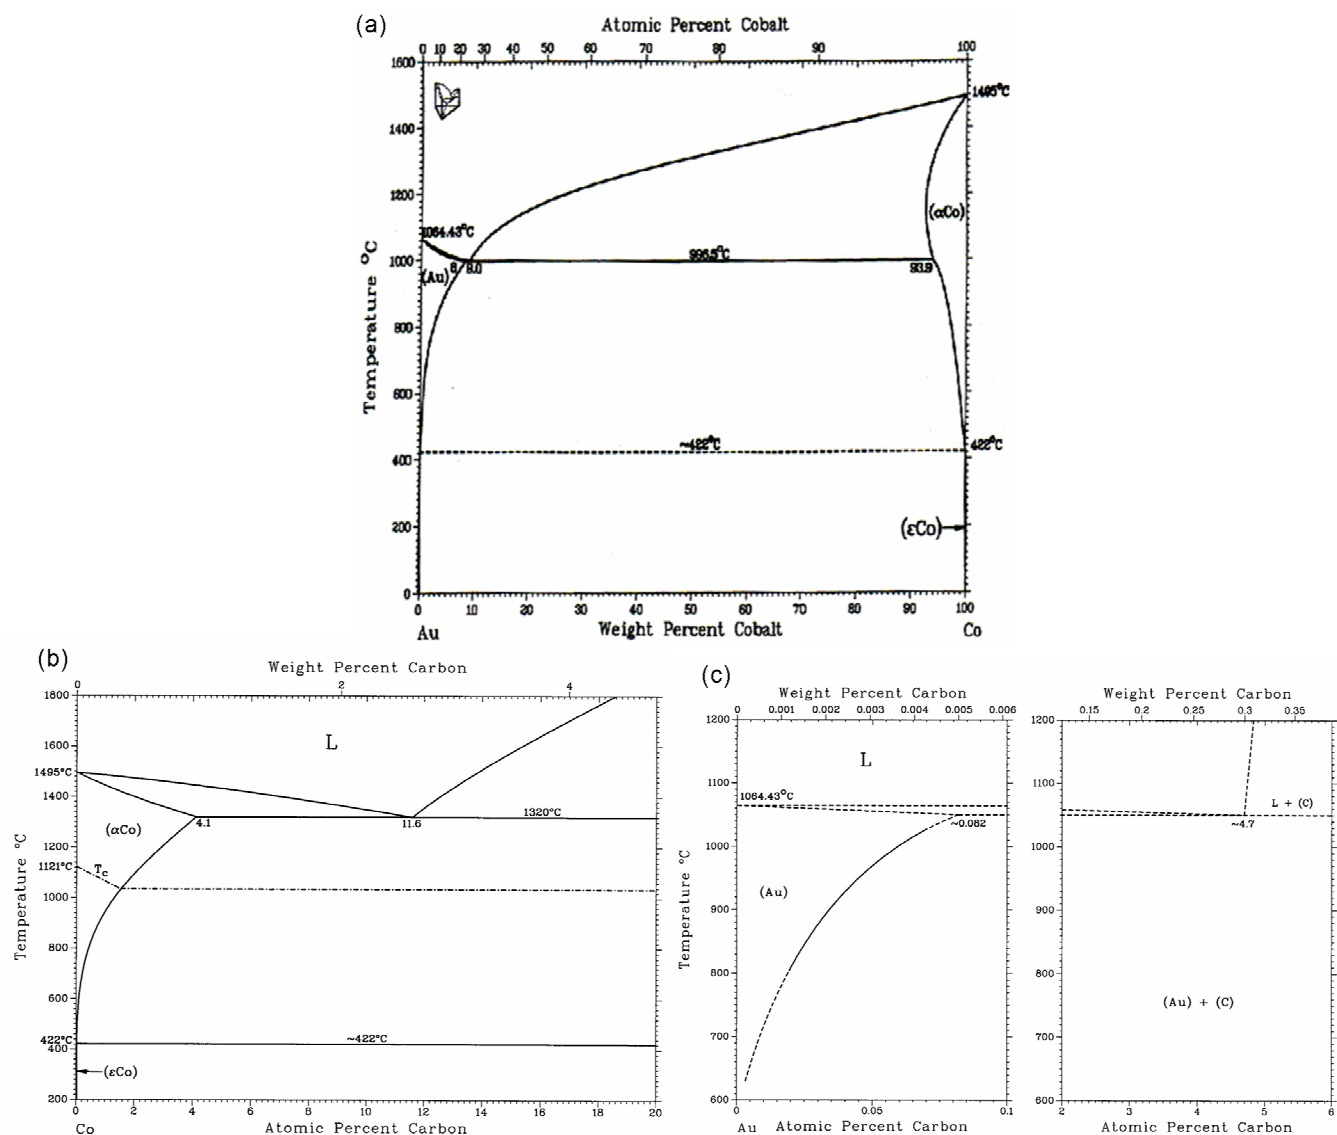 (a)
Atomic Percent Cobalt
0 10 20 30 40 50 60 70 80 90 100
1600
1495°C
1400
1200
(αCo)
1064.43°C
996.5°C
1000
8 9.0
93.9
(Au)
Temperature °C
800
600
~422°C
422°C
400
200
(εCo)
0
0 10 20 30 40 50 60 70 80 90 100
Au
Weight Percent Cobalt
Co
(b)
Weight Percent Carbon
0 2 4
1800
L
1600
1495°C
1400
1320°C
(αCo)
4.1
11.6
1200
1121°C
Tc
Temperature °C
1000
800
600
422°C
~422°C
400
(εCo)
200
0 2 4 6 8 10 12 14 16 18 20
Co
Atomic Percent Carbon
(c)
Weight Percent Carbon
0 0.001 0.002 0.003 0.004 0.005 0.006
1200
L
1100
1064.43°C
~0.082
1000
(Au)
900
Temperature °C
800
700
600
0 0.05 0.1
Au
Atomic Percent Carbon
Weight Percent Carbon
0.15 0.2 0.25 0.3 0.35
1200
1100
L + (C)
~4.7
1000
900
800
(Au) + (C)
700
600
2 3 4 5 6
Atomic Percent Carbon